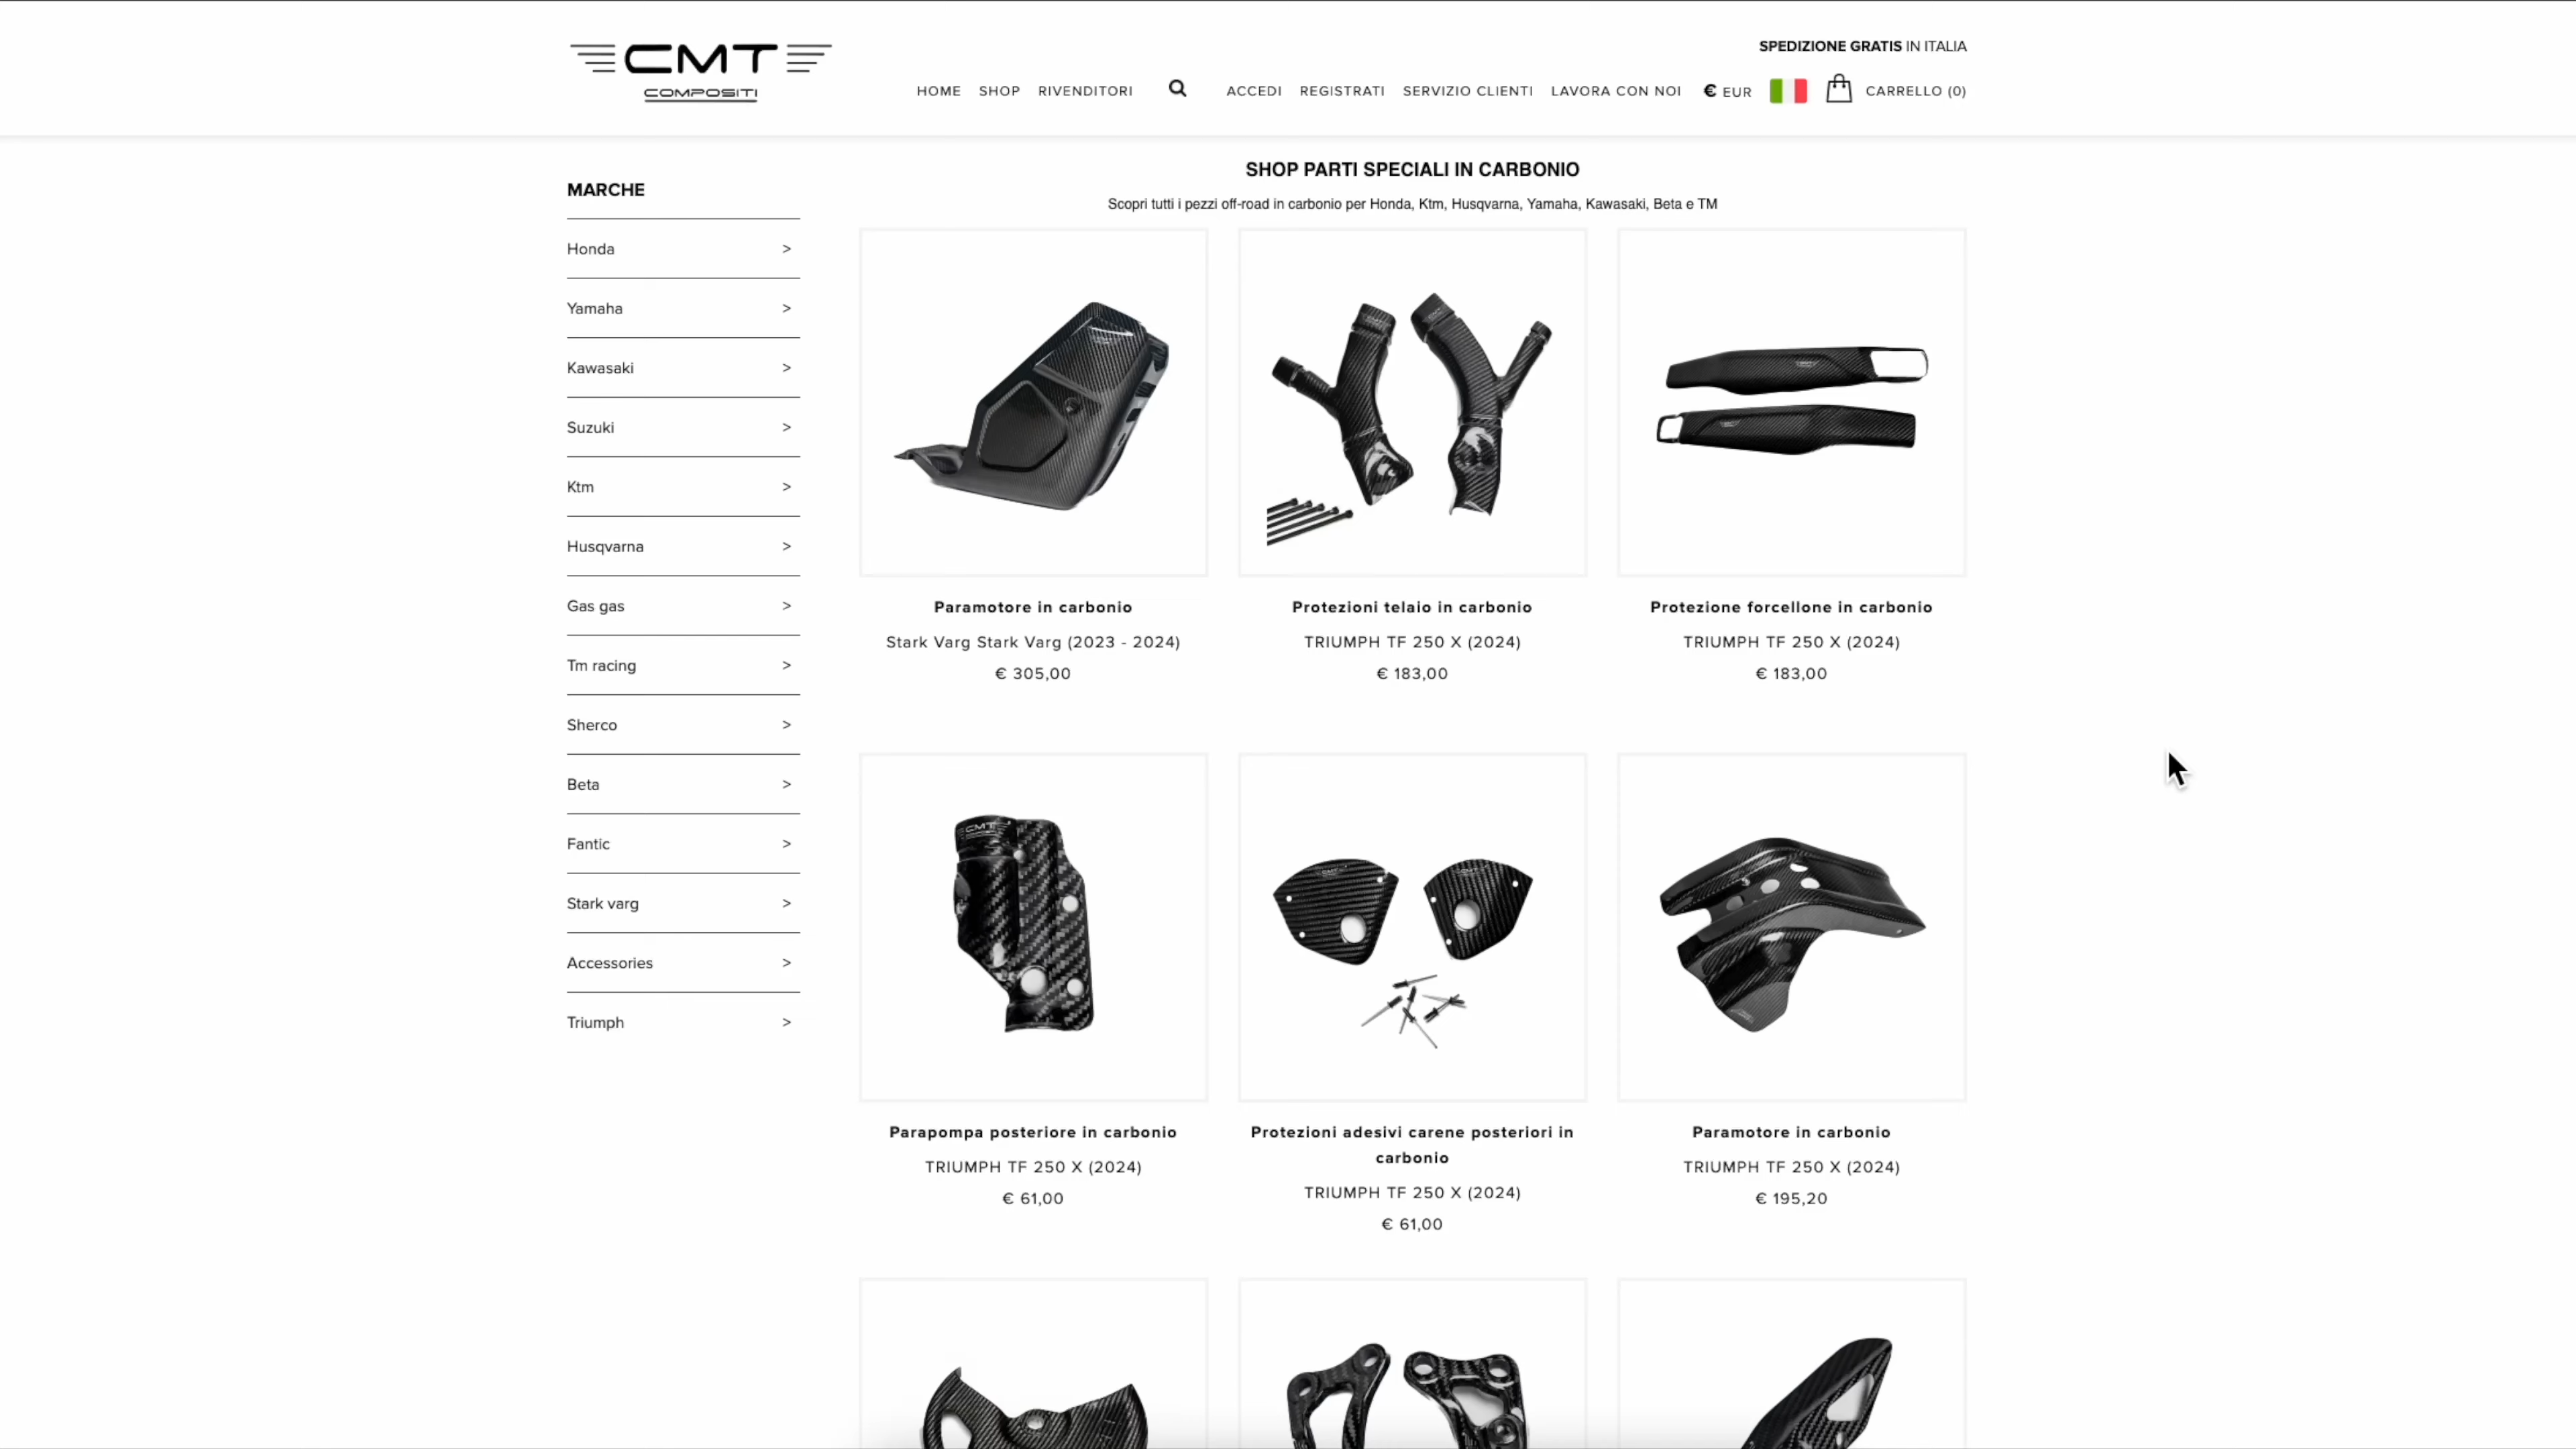 CMT
COMPOSITI
SPEDIZIONE GRATIS IN ITALIA
HOME SHOP RIVENDITORI ACCEDI REGISTRATI SERVIZIO CLIENTI LAVORA CON NOI € EUR CARRELLO (0)
MARCHE
Honda >
Yamaha >
Kawasaki >
Suzuki >
Ktm >
Husqvarna >
Gas gas >
Tm racing >
Sherco >
Beta >
Fantic >
Stark varg >
Accessories >
Triumph >
SHOP PARTI SPECIALI IN CARBONIO
Scopri tutti i pezzi off-road in carbonio per Honda, Ktm, Husqvarna, Yamaha, Kawasaki, Beta e TM
Paramotore in carbonio
Stark Varg Stark Varg (2023 - 2024)
€ 305,00
Protezioni telaio in carbonio
TRIUMPH TF 250 X (2024)
€ 183,00
Protezione forcellone in carbonio
TRIUMPH TF 250 X (2024)
€ 183,00
CMT
Parapompa posteriore in carbonio
TRIUMPH TF 250 X (2024)
€ 61,00
Protezioni adesivi carene posteriori in
carbonio
TRIUMPH TF 250 X (2024)
€ 61,00
Paramotore in carbonio
TRIUMPH TF 250 X (2024)
€ 195,20